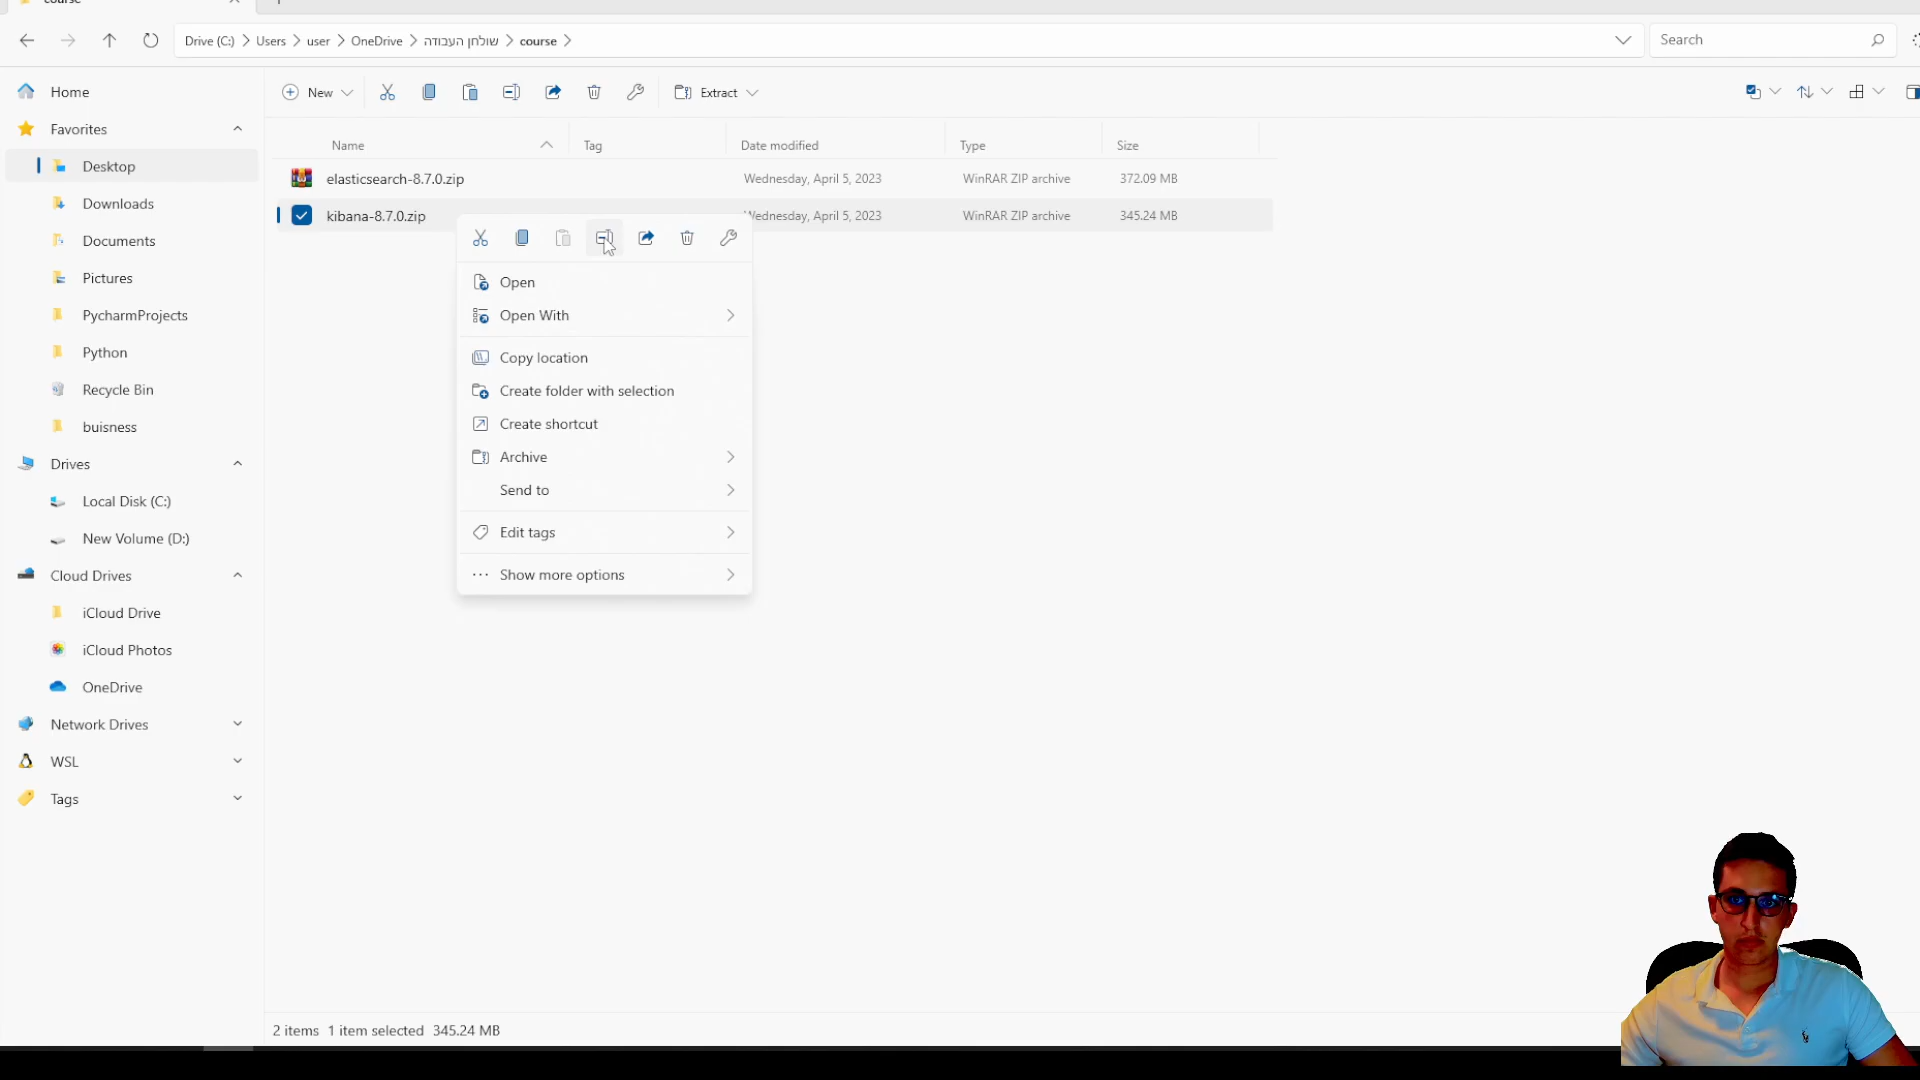 course
Drive (C:) Users user OneDrive שולחן העבודה course
Search
Home
Favorites
Desktop
Downloads
Documents
Pictures
PycharmProjects
Python
Recycle Bin
buisness
Drives
Local Disk (C:)
New Volume (D:)
Cloud Drives
iCloud Drive
iCloud Photos
OneDrive
Network Drives
WSL
Tags
New
Extract
Name Tag Date modified Type Size
elasticsearch-8.7.0.zip Wednesday, April 5, 2023 WinRAR ZIP archive 372.09 MB
kibana-8.7.0.zip Wednesday, April 5, 2023 WinRAR ZIP archive 345.24 MB
Open
Open With
Copy location
Create folder with selection
Create shortcut
Archive
Send to
Edit tags
Show more options
2 items 1 item selected 345.24 MB